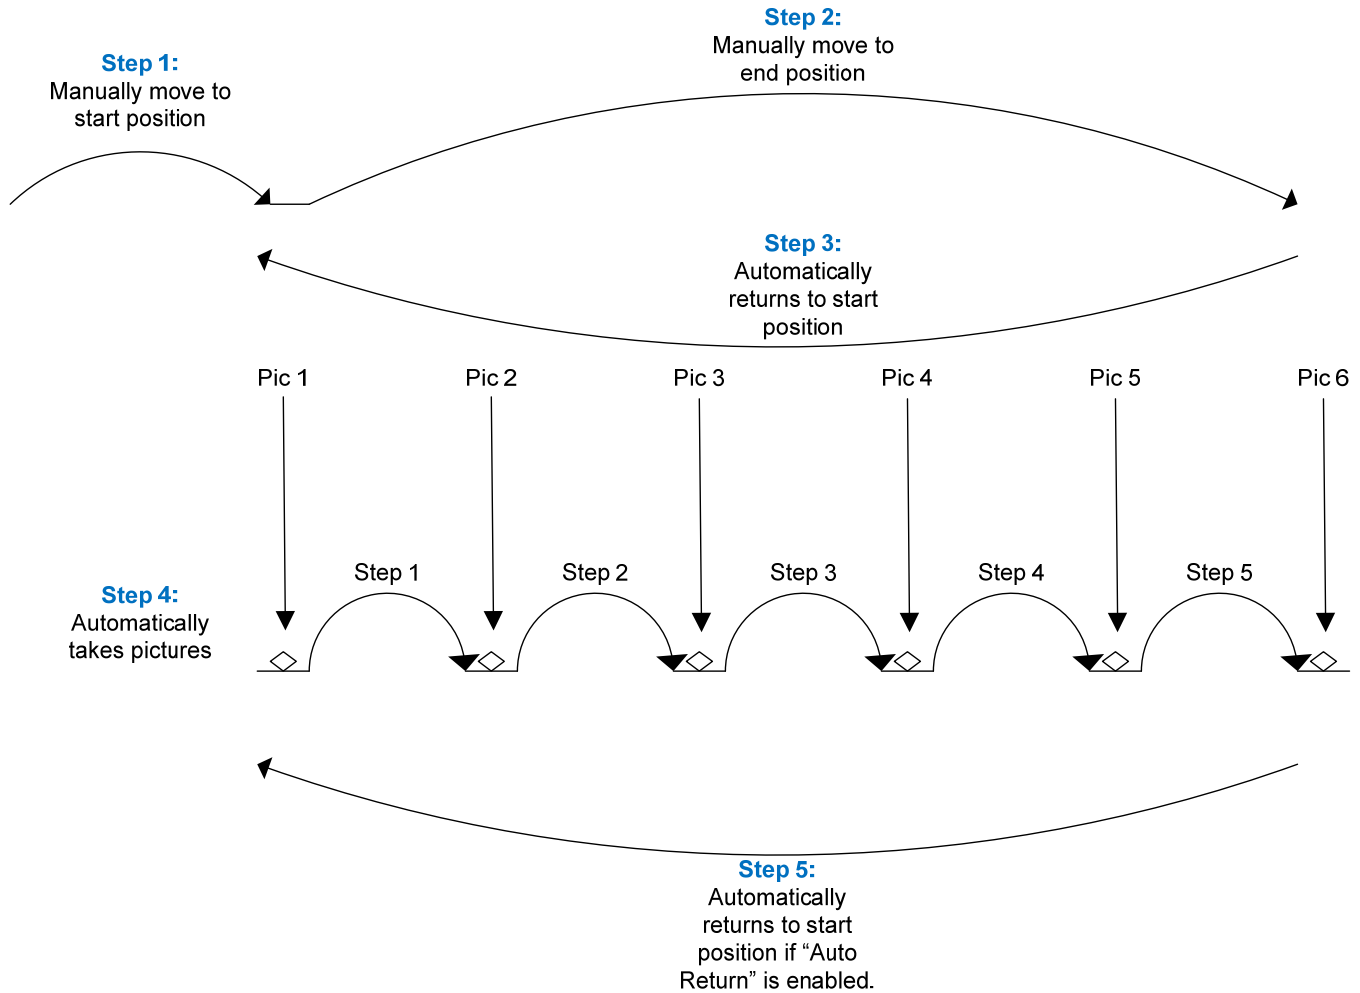 Step 1:
Manually move to
start position
Step 2:
Manually move to
end position
Step 3:
Automatically
returns to start
position
Pic 1
Pic 2
Pic 3
Pic 4
Pic 5
Pic 6
Step 4:
Automatically
takes pictures
Step 1
Step 2
Step 3
Step 4
Step 5
Step 5:
Automatically
returns to start
position if “Auto
Return” is enabled.